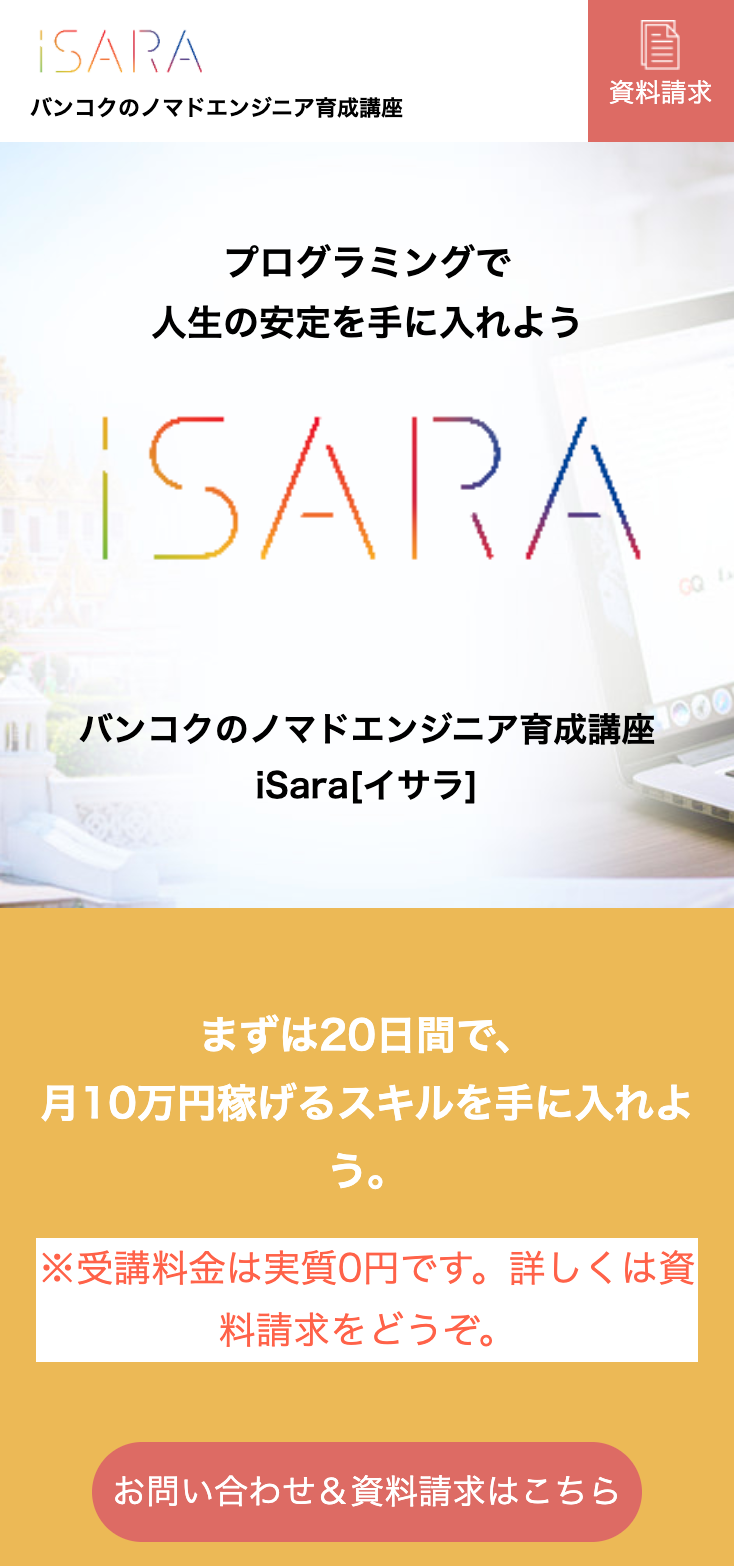 iSARA
資料請求
バンコクのノマドエンジニア育成講座
プログラミングで
人生の安定を手に入れよう
iSARA
バンコクのノマドエンジニア育成講座
iSara[イサラ]
まずは20日間で、
月10万円稼げるスキルを手に入れよ
う。
※受講料金は実質0円です。詳しくは資
料請求をどうぞ。
お問い合わせ＆資料請求はこちら